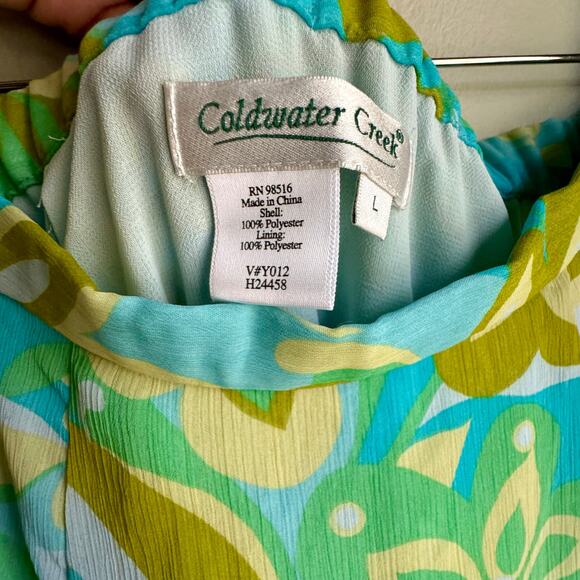 Coldwater Creek®
L
RN 98516
Made in China
Shell:
100% Polyester
Lining:
100% Polyester
V#Y012
H24458